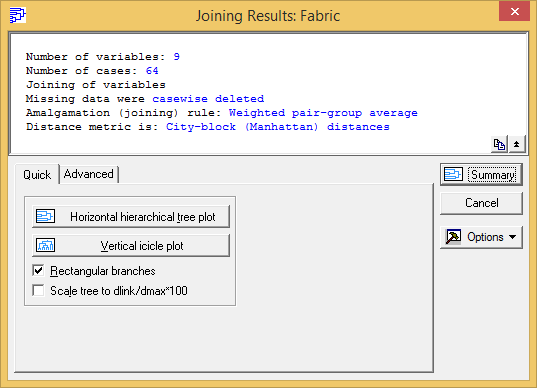 Joining Results: Fabric
Number of variables: 9
Number of cases: 64
Joining of variables
Missing data were casewise deleted
Amalgamation (joining) rule: Weighted pair-group average
Distance metric is: City-block (Manhattan) distances
Quick
Advanced
Summary
Horizontal hierarchical tree plot
Cancel
Vertical icicle plot
Options
Rectangular branches
Scale tree to dlink/dmax*100